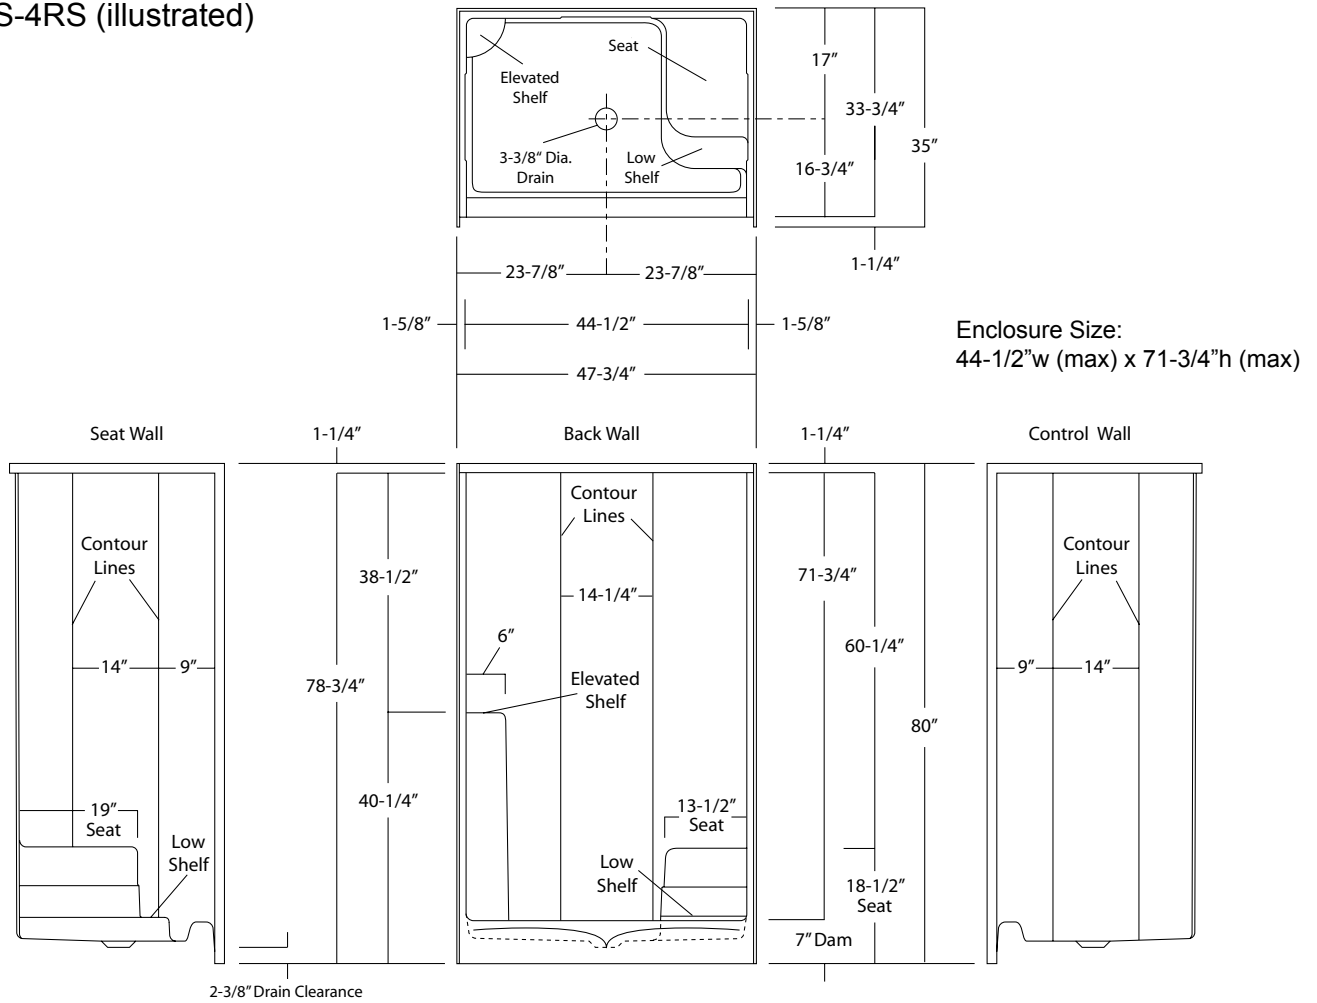 S-4RS (illustrated)
Seat
Elevated
Shelf
3-3/8" Dia.
Drain
Low
Shelf
17”
33-3/4”
35”
16-3/4”
1-1/4”
23-7/8”
23-7/8”
1-5/8”
44-1/2”
1-5/8”
47-3/4”
Enclosure Size:
44-1/2”w (max) x 71-3/4”h (max)
Seat Wall
1-1/4”
Back Wall
1-1/4”
Control Wall
Contour
Lines
14”
9”
19”
Seat
Low
Shelf
38-1/2”
78-3/4”
40-1/4”
2-3/8” Drain Clearance
Contour
Lines
14-1/4”
6”
Elevated
Shelf
13-1/2”
Seat
Low
Shelf
71-3/4”
60-1/4”
80”
18-1/2”
Seat
7” Dam
Contour
Lines
9”
14”